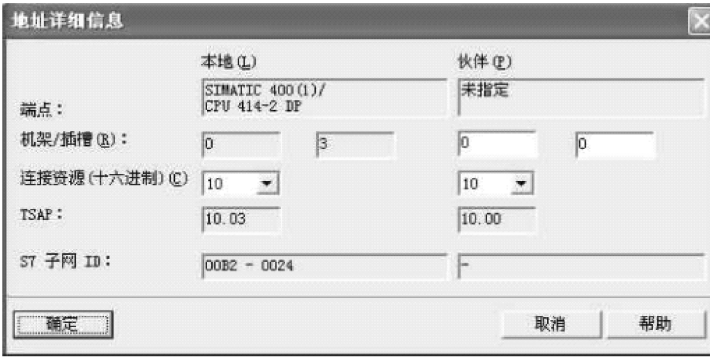 地址详细信息
本地(L) 伙伴(P)
端点： SIMATIC 400(1)/
CPU 414-2 DP 未指定
机架/插槽(R)： 0 3 0 0
连接资源(十六进制)(C) 10 10
TSAP： 10.03 10.00
S7 子网 ID： 00B2 - 0024 -
确定 取消 帮助